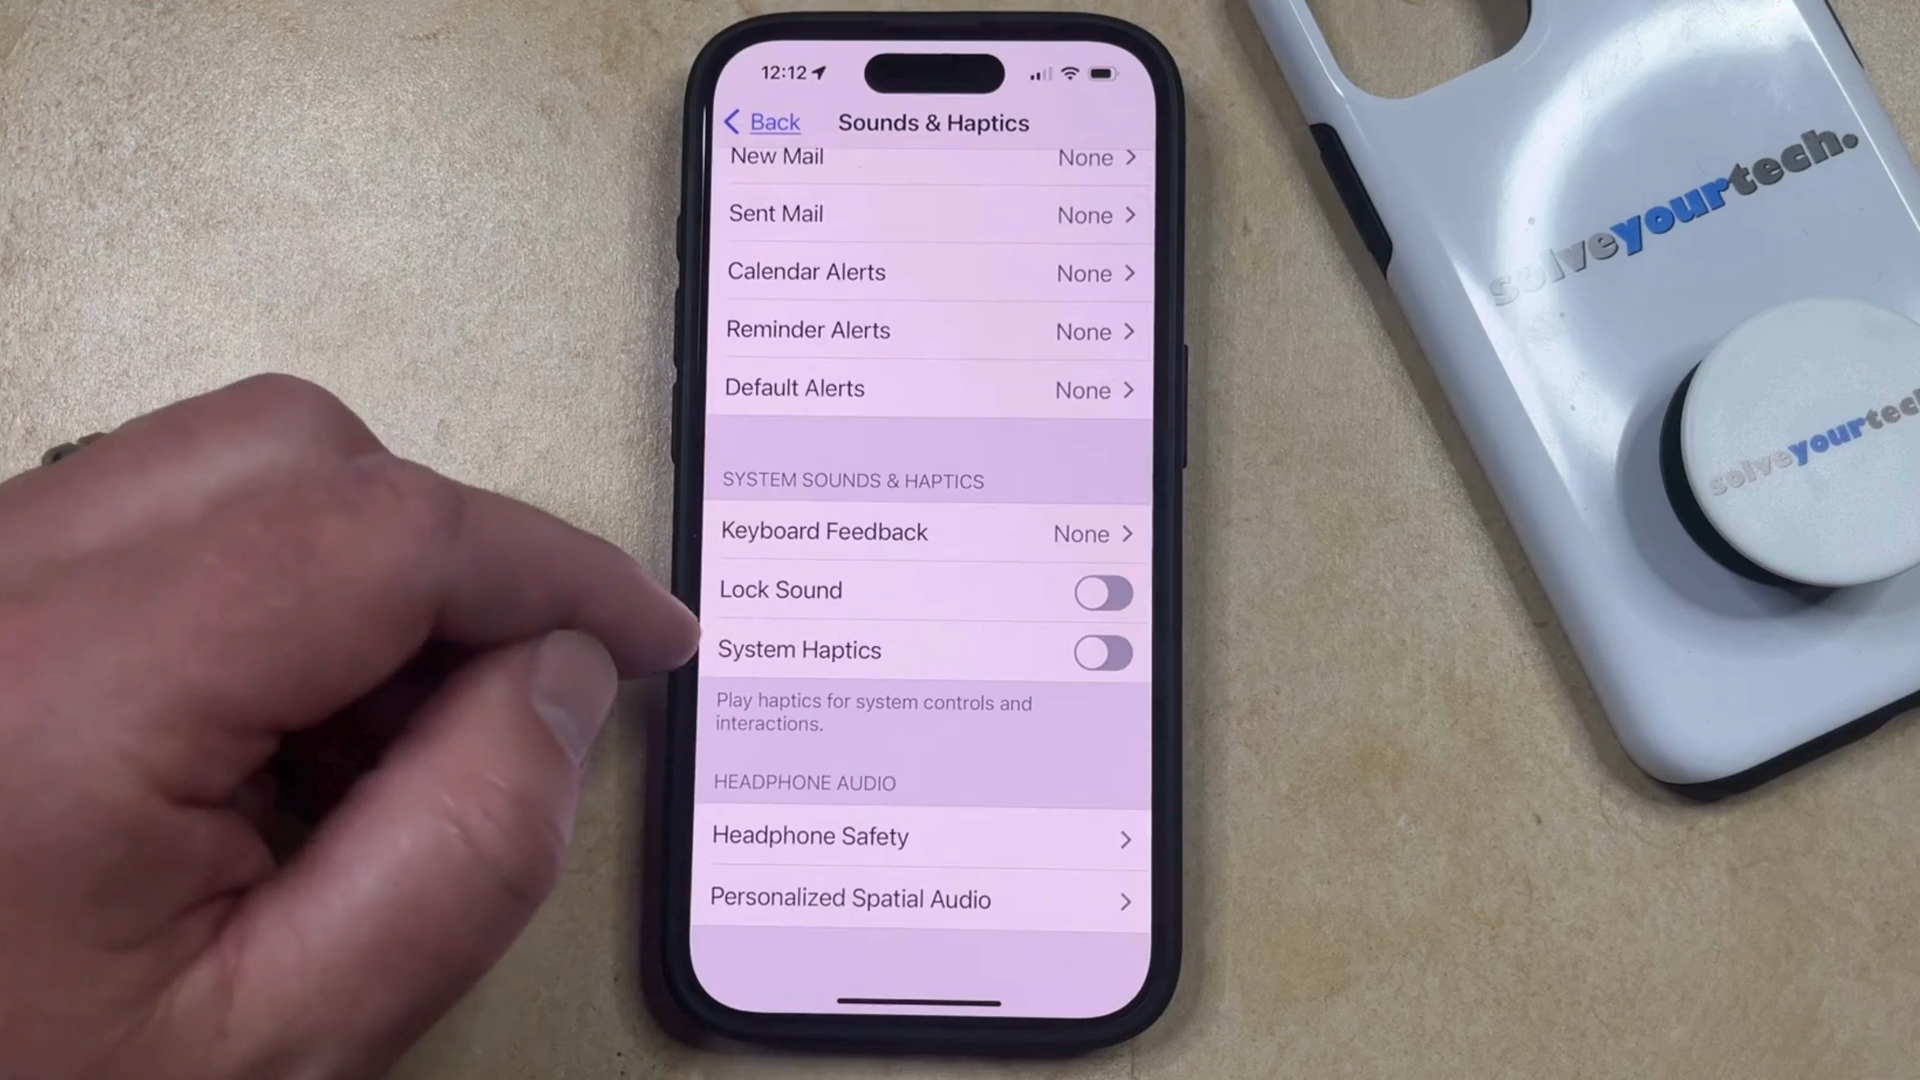 12:12
Back
Sounds & Haptics
New Mail None
Sent Mail None
Calendar Alerts None
Reminder Alerts None
Default Alerts None
SYSTEM SOUNDS & HAPTICS
Keyboard Feedback None
Lock Sound
System Haptics
Play haptics for system controls and
interactions.
HEADPHONE AUDIO
Headphone Safety
Personalized Spatial Audio
solveyourtech.
solveyourtech